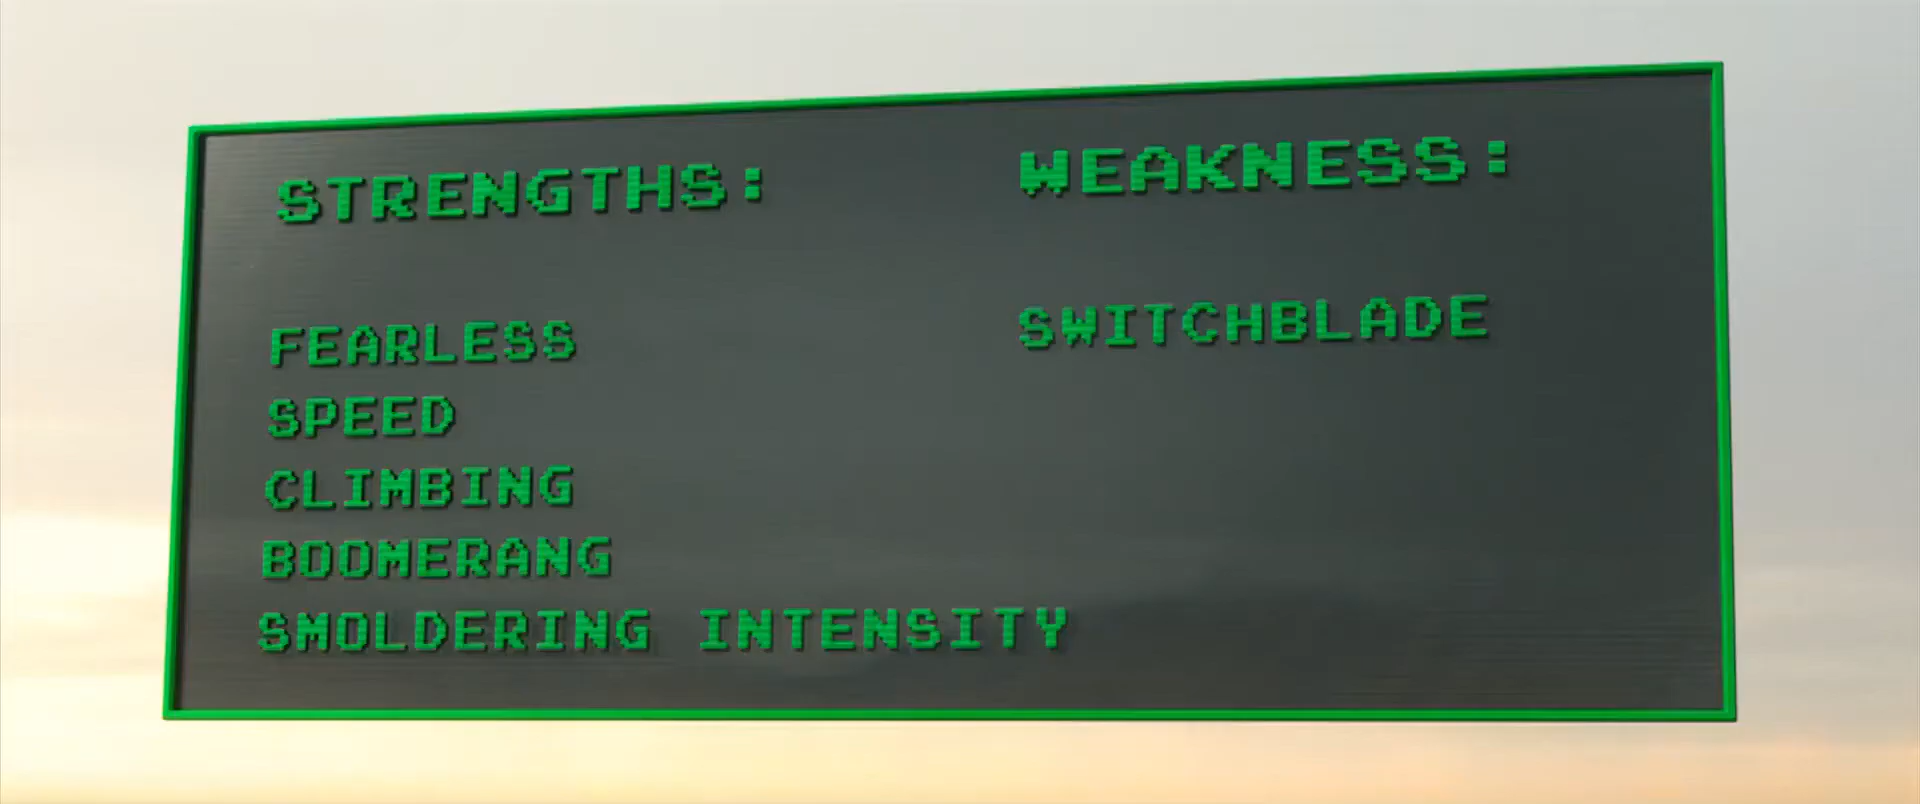 STRENGTHS:
FEARLESS
SPEED
CLIMBING
BOOMERANG
SMOLDERING INTENSITY
WEAKNESS:
SWITCHBLADE